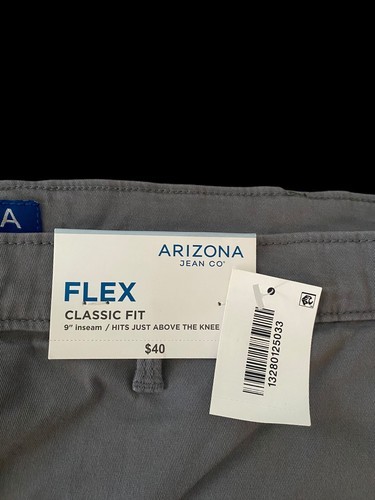 A
ARIZONA
JEAN CO
FLEX
CLASSIC FIT
9" inseam / HITS JUST ABOVE THE KNEE
$40
13280125033